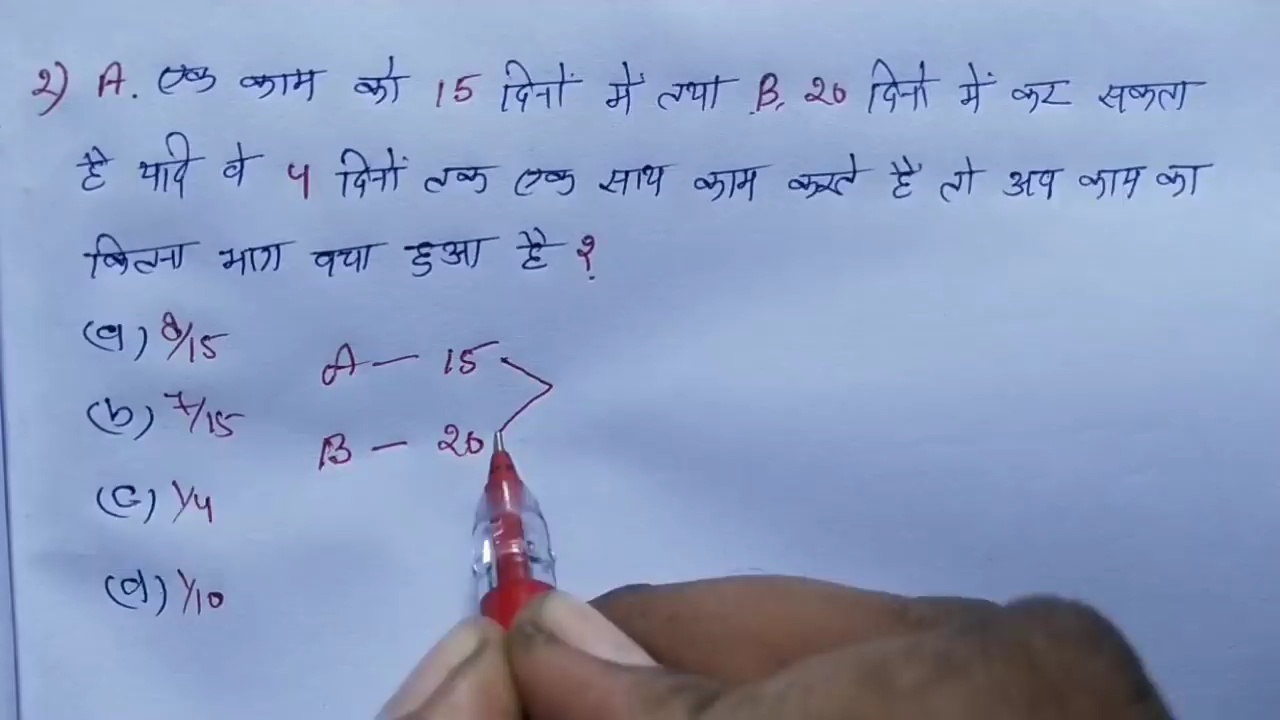 २) A. एक काम को 15 दिनों में तथा B, 20 दिनों में कर सकता
है यदि वे 4 दिनों तक एक साथ काम करते हैं तो अब काम का
कितना भाग बचा हुआ है ?
(a) 8/15
(b) 7/15
(c) 1/4
(d) 1/10
A — 15
B — 20